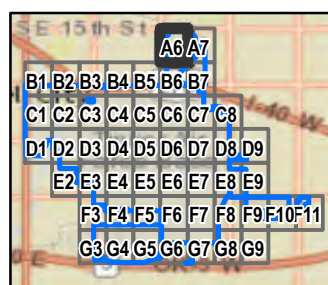 SE 15th St
A6 A7
B1 B2 B3 B4 B5 B6 B7
I-40 W
C1 C2 C3 C4 C5 C6 C7 C8
D1 D2 D3 D4 D5 D6 D7 D8 D9
E2 E3 E4 E5 E6 E7 E8 E9
F3 F4 F5 F6 F7 F8 F9 F10 F11
G3 G4 G5 G6 G7 G8 G9